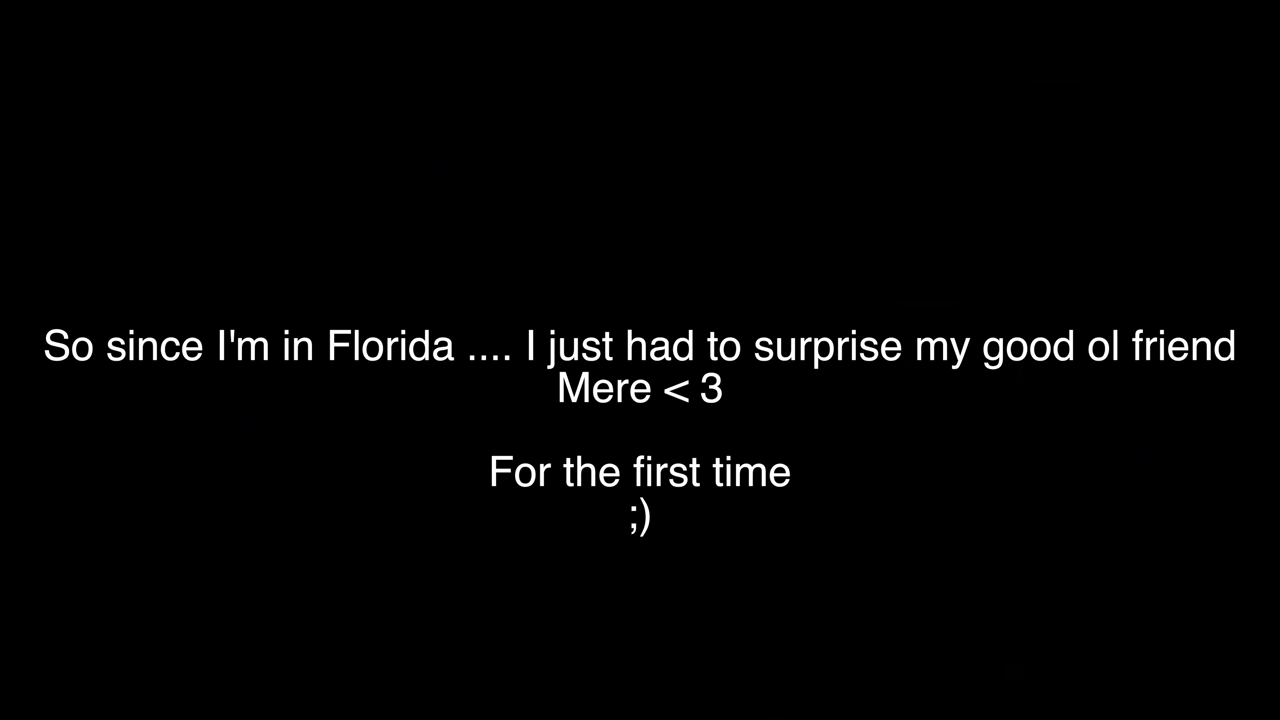 So since I'm in Florida .... I just had to surprise my good ol friend
Mere < 3
For the first time
;)